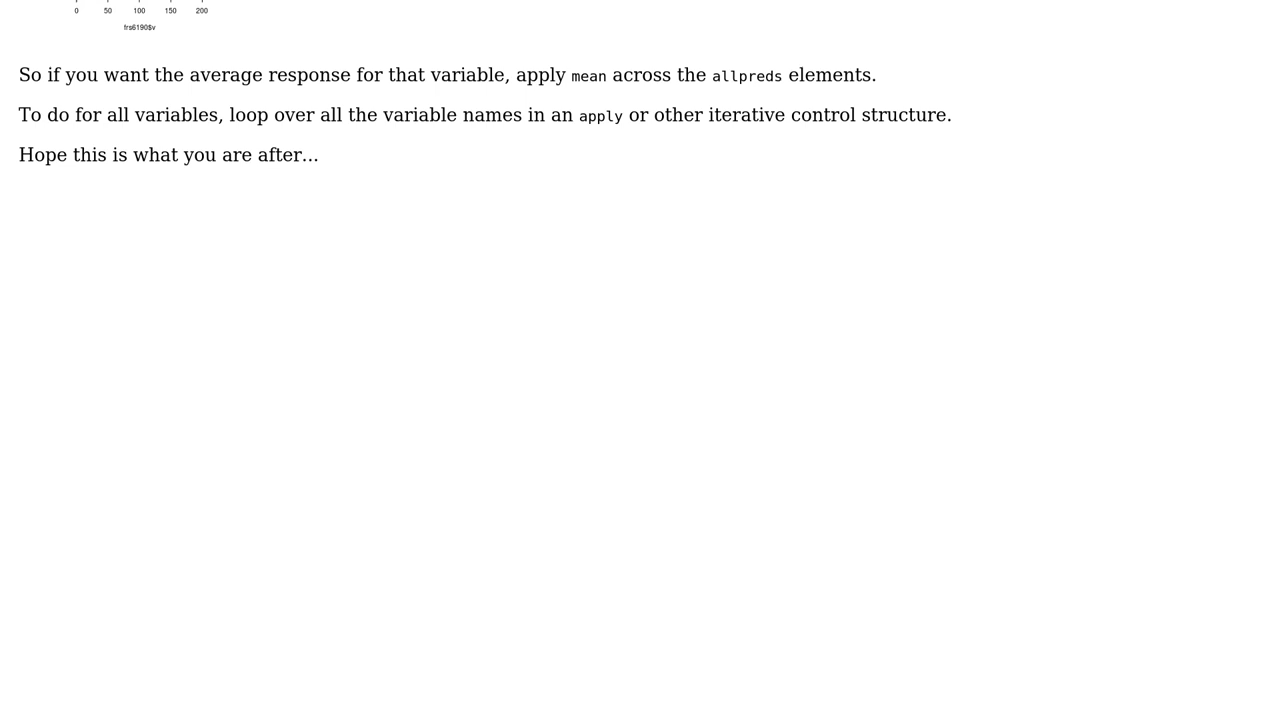 0 50 100 150 200
frs6190$v
So if you want the average response for that variable, apply mean across the allpreds elements.
To do for all variables, loop over all the variable names in an apply or other iterative control structure.
Hope this is what you are after...